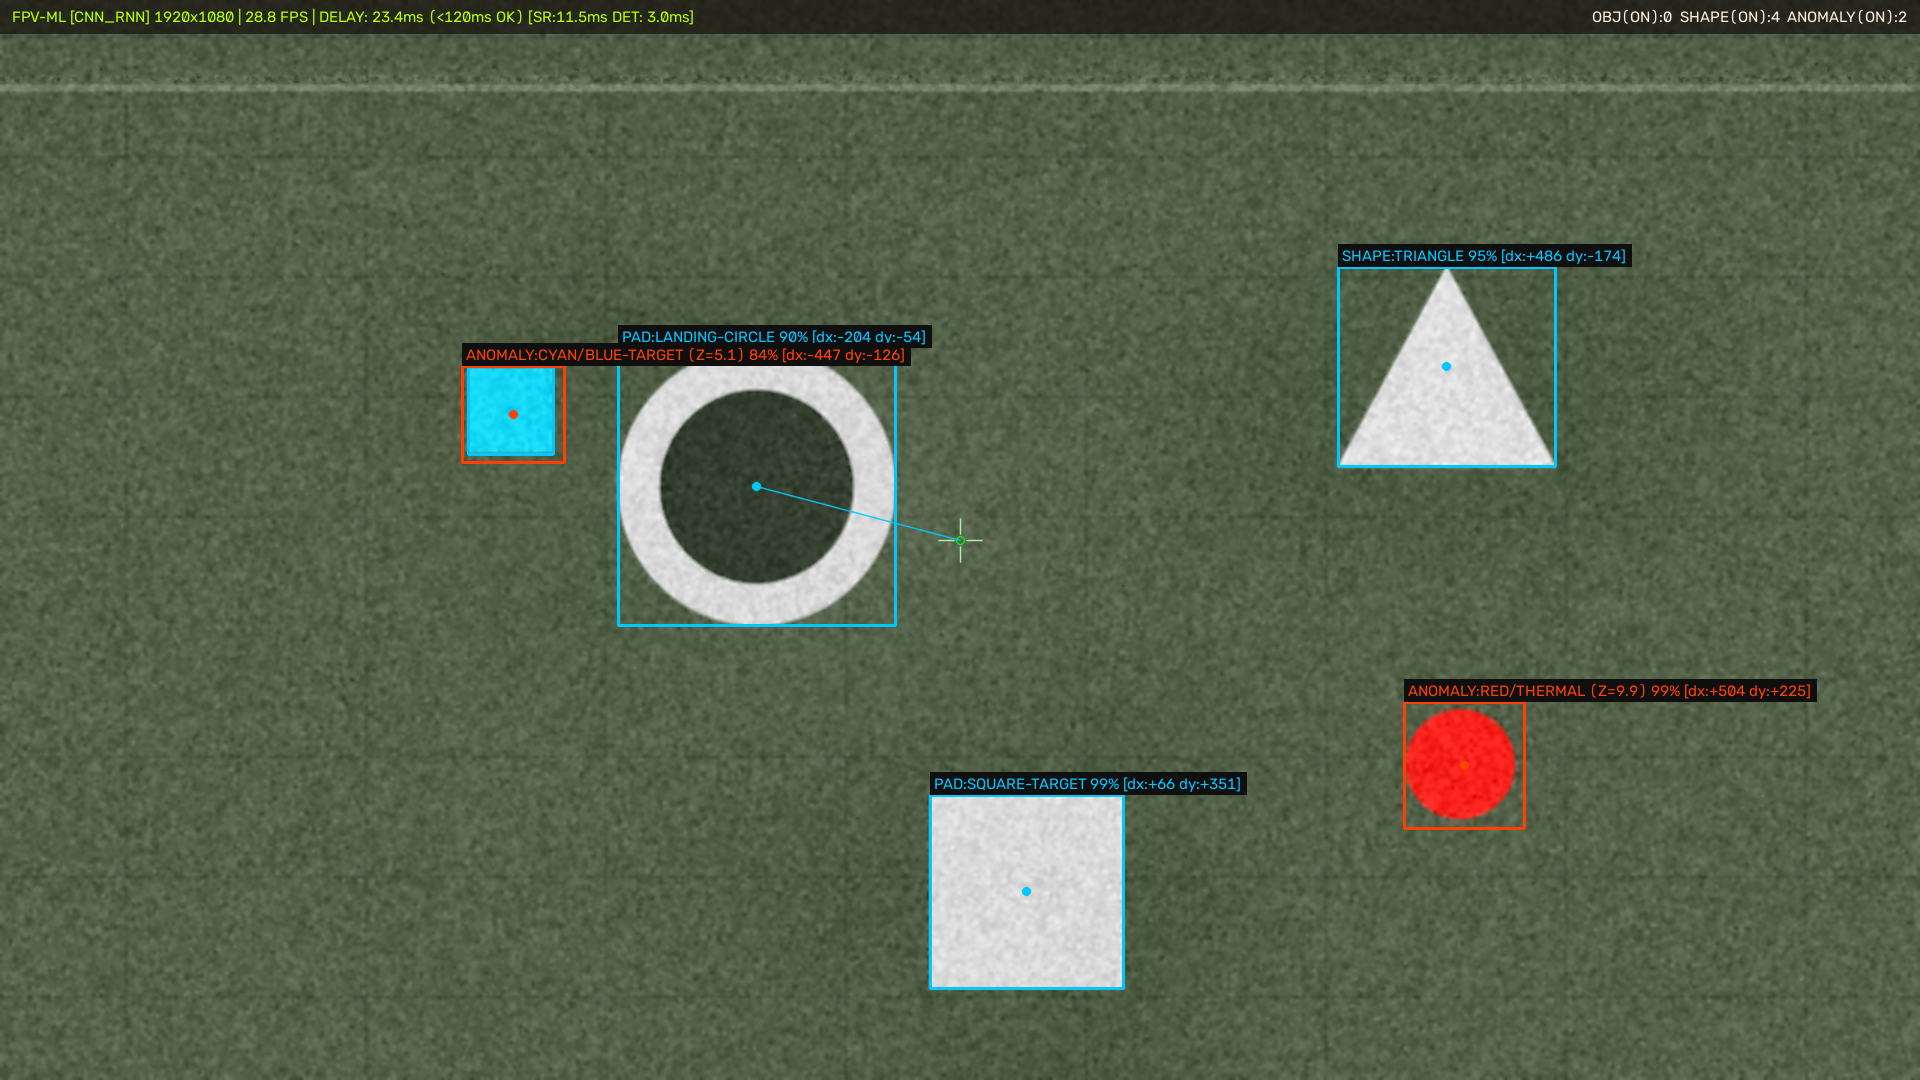 FPV-ML [CNN_RNN] 1920x1080 | 28.8 FPS | DELAY: 23.4ms (<120ms OK) [SR:11.5ms DET: 3.0ms]
OBJ(ON):0 SHAPE(ON):4 ANOMALY(ON):2
SHAPE:TRIANGLE 95% [dx:+486 dy:-174]
PAD:LANDING-CIRCLE 90% [dx:-204 dy:-54]
ANOMALY:CYAN/BLUE-TARGET (Z=5.1) 84% [dx:-447 dy:-126]
ANOMALY:RED/THERMAL (Z=9.9) 99% [dx:+504 dy:+225]
PAD:SQUARE-TARGET 99% [dx:+66 dy:+351]